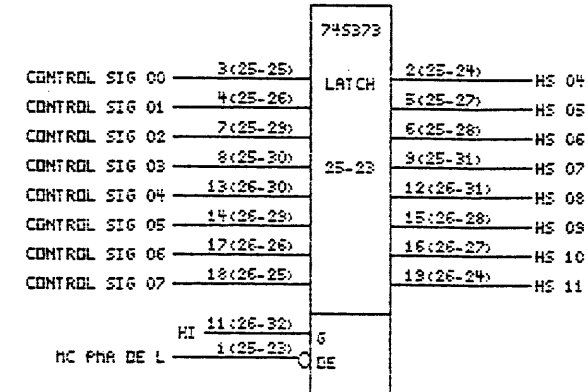 74S373
CONTROL SIG 00 3(25-25) LATCH 2(25-24) HS 04
CONTROL SIG 01 4(25-26) 5(25-27) HS 05
CONTROL SIG 02 7(25-29) 6(25-28) HS 06
CONTROL SIG 03 8(25-30) 25-23 9(25-31) HS 07
CONTROL SIG 04 13(26-30) 12(26-31) HS 08
CONTROL SIG 05 14(26-29) 15(26-28) HS 09
CONTROL SIG 06 17(26-26) 16(26-27) HS 10
CONTROL SIG 07 18(26-25) 19(26-24) HS 11
HI 11(26-32) G
MC PMA OE L 1(25-23) OE